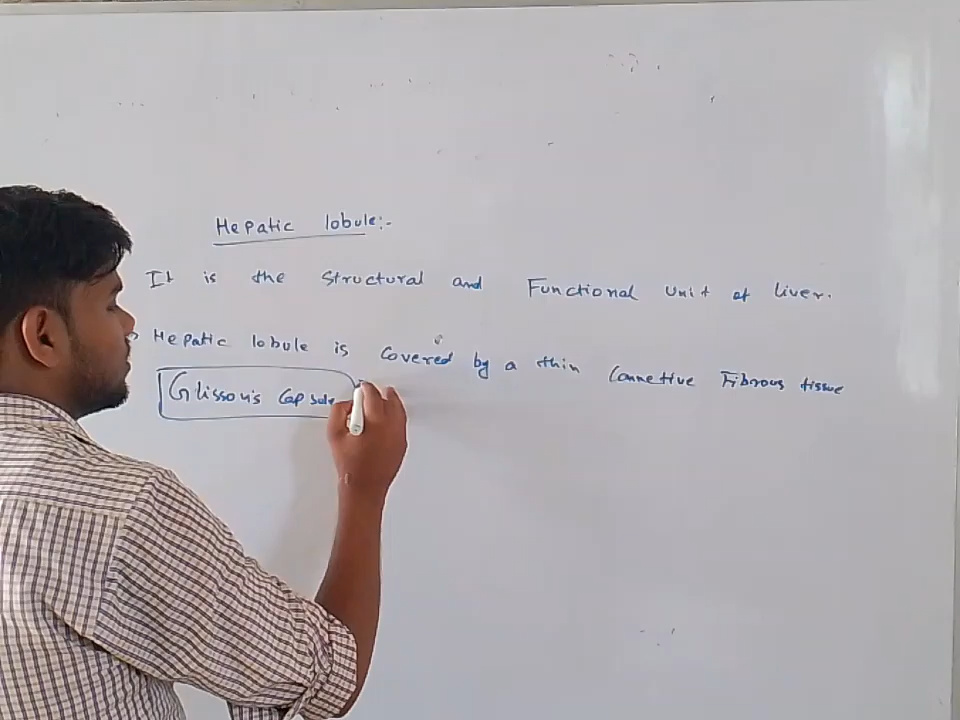 Hepatic lobule:-
It is the Structural and Functional Unit of liver.
Hepatic lobule is Covered by a thin Connective Fibrous tissue
Glisson's Capsule